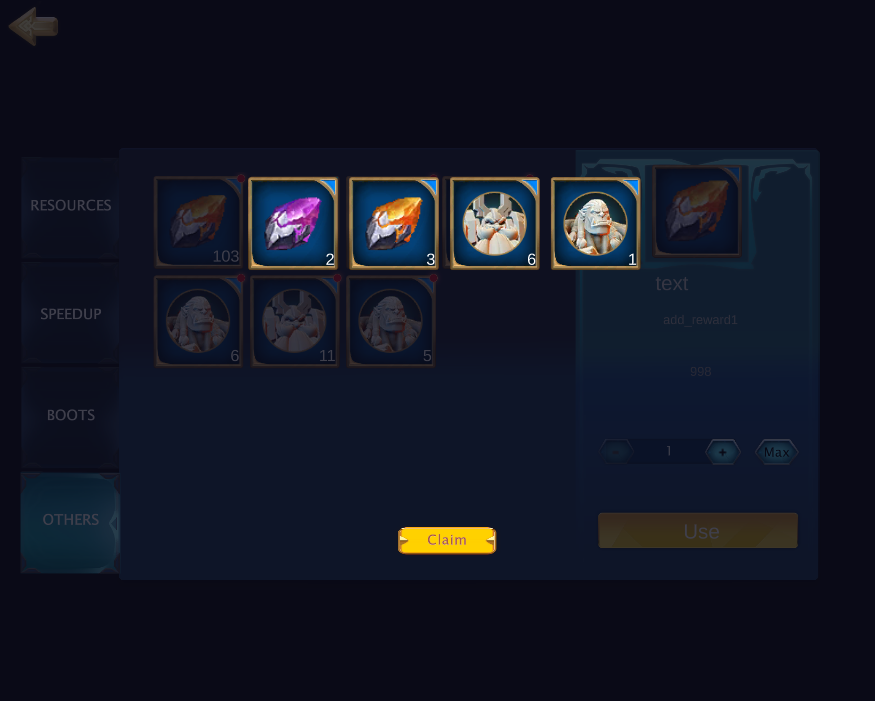 RESOURCES
103
2
3
6
1
text
add_reward1
SPEEDUP
6
11
5
998
BOOTS
1
+
Max
OTHERS
Claim
Use